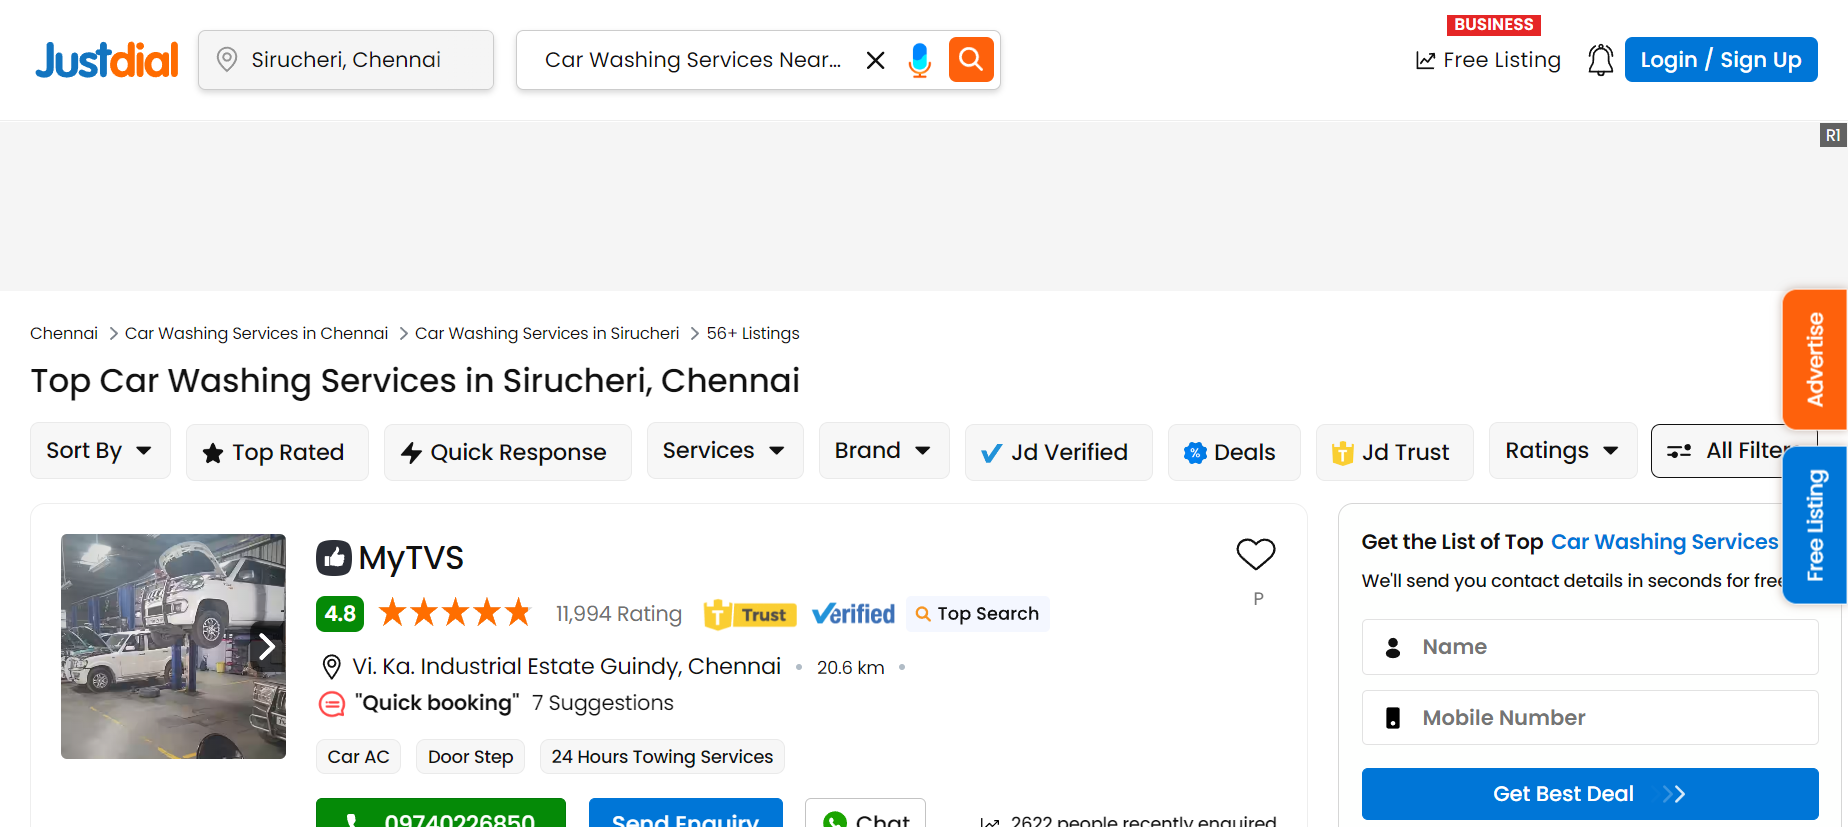 BUSINESS
Justdial
Sirucheri, Chennai
Car Washing Services Near...
Free Listing
Login / Sign Up
R1
Advertise
Chennai > Car Washing Services in Chennai > Car Washing Services in Sirucheri > 56+ Listings
Top Car Washing Services in Sirucheri, Chennai
Sort By
Top Rated
Quick Response
Services
Brand
Jd Verified
Deals
Jd Trust
Ratings
All Filter
Free Listing
MyTVS
P
4.8
11,994 Rating
Trust
Verified
Top Search
Vi. Ka. Industrial Estate Guindy, Chennai • 20.6 km •
"Quick booking" 7 Suggestions
Car AC
Door Step
24 Hours Towing Services
09740226850
Send Enquiry
Chat
2622 people recently enquired
Get the List of Top Car Washing Services
We'll send you contact details in seconds for free
Name
Mobile Number
Get Best Deal